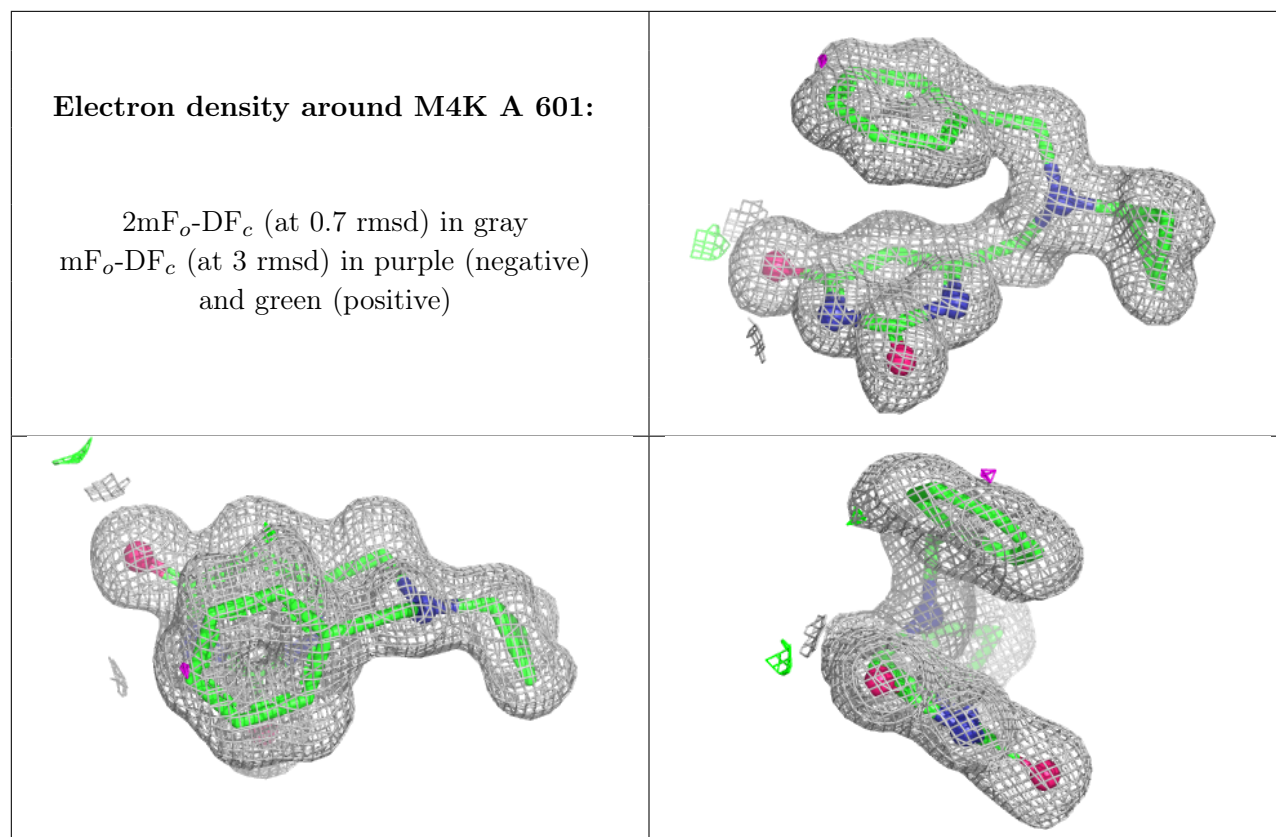 Electron density around M4K A 601:
2mFo-DFc (at 0.7 rmsd) in gray
mFo-DFc (at 3 rmsd) in purple (negative)
and green (positive)